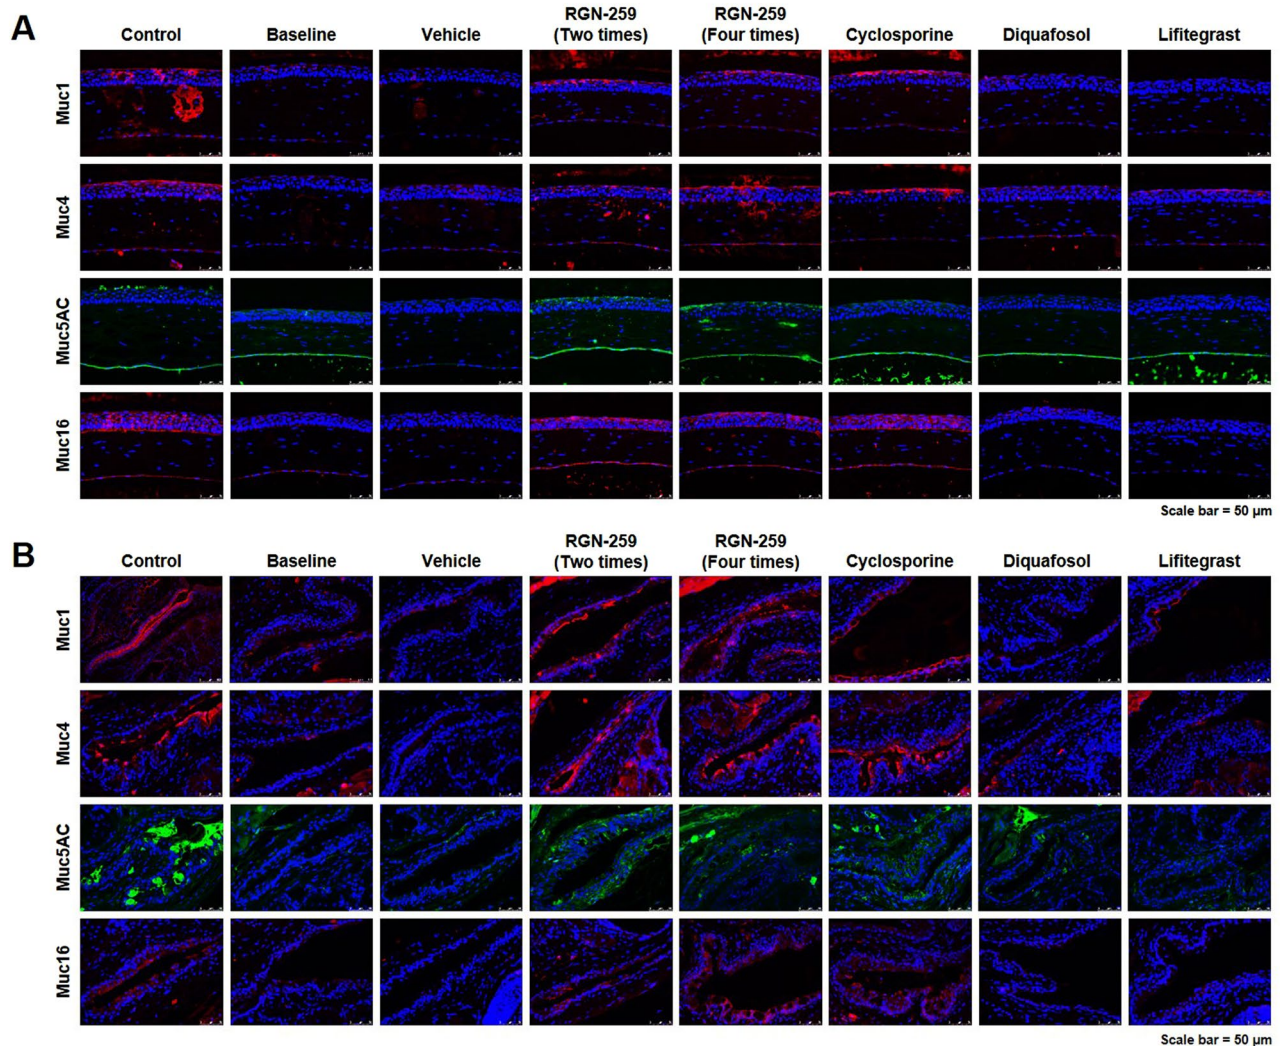 A
Control Baseline Vehicle RGN-259 (Two times) RGN-259 (Four times) Cyclosporine Diquafosol Lifitegrast
Muc1
Muc4
Muc5AC
Muc16
Scale bar = 50 µm
B
Control Baseline Vehicle RGN-259 (Two times) RGN-259 (Four times) Cyclosporine Diquafosol Lifitegrast
Muc1
Muc4
Muc5AC
Muc16
Scale bar = 50 µm